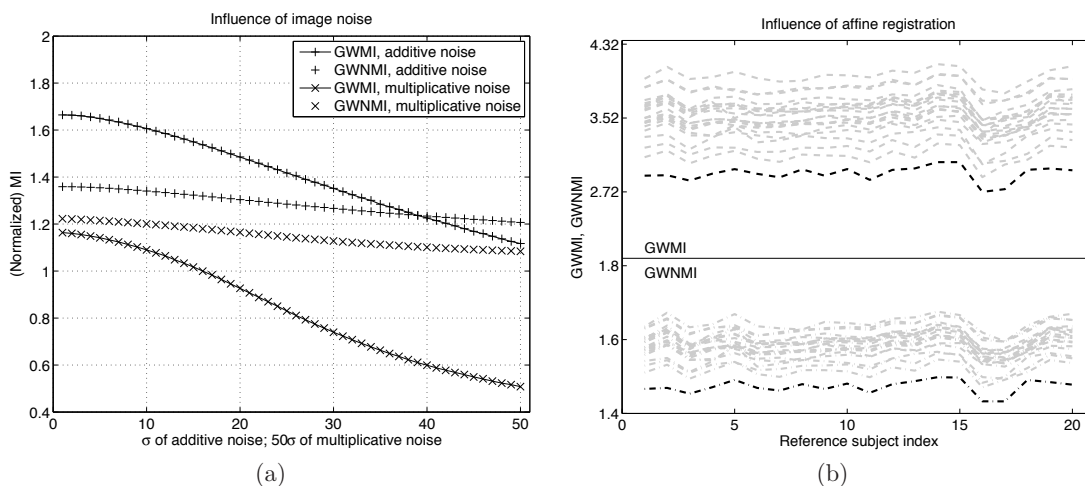 Influence of image noise
2
1.8
1.6
1.4
1.2
1
0.8
0.6
0.4
(Normalized) MI
GWMI, additive noise
GWNMI, additive noise
GWMI, multiplicative noise
GWNMI, multiplicative noise
0 10 20 30 40 50
σ of additive noise; 50σ of multiplicative noise
(a)
Influence of affine registration
4.32
3.52
2.72
1.8
1.6
1.4
GWMI, GWNMI
GWMI
GWNMI
0 5 10 15 20
Reference subject index
(b)